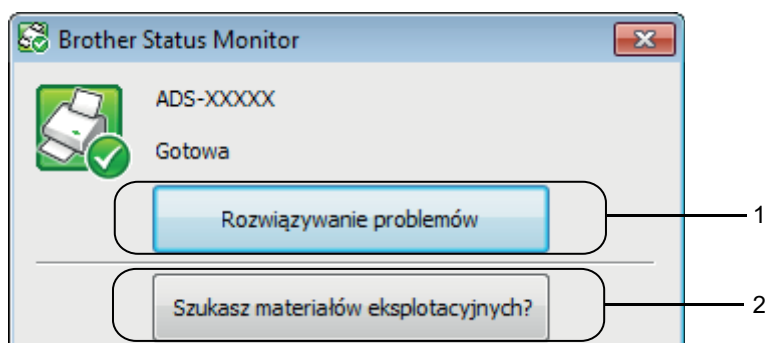 Brother Status Monitor
ADS-XXXXX
Gotowa
Rozwiązywanie problemów
1
Szukasz materiałów eksplotacyjnych?
2